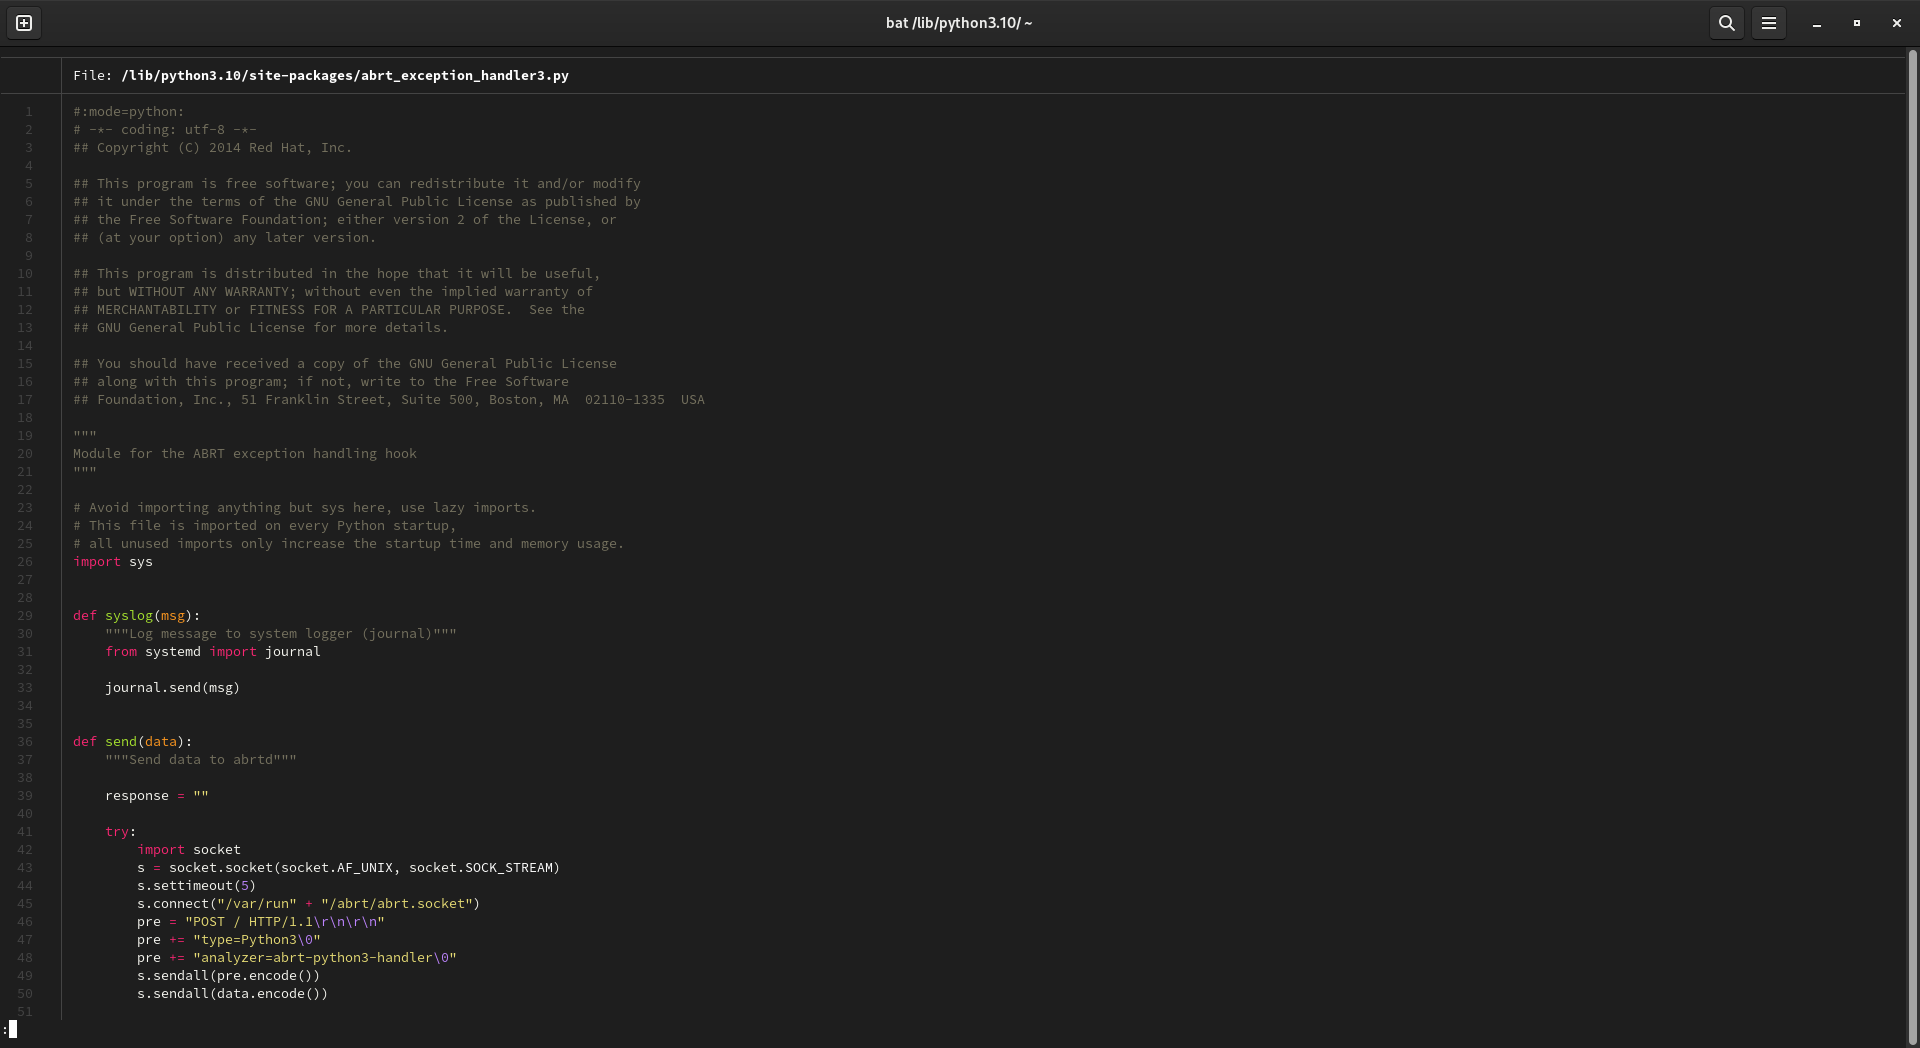 bat /lib/python3.10/ ~
File: /lib/python3.10/site-packages/abrt_exception_handler3.py
1 #:mode=python:
2 # -*- coding: utf-8 -*-
3 ## Copyright (C) 2014 Red Hat, Inc.
4
5 ## This program is free software; you can redistribute it and/or modify
6 ## it under the terms of the GNU General Public License as published by
7 ## the Free Software Foundation; either version 2 of the License, or
8 ## (at your option) any later version.
9
10 ## This program is distributed in the hope that it will be useful,
11 ## but WITHOUT ANY WARRANTY; without even the implied warranty of
12 ## MERCHANTABILITY or FITNESS FOR A PARTICULAR PURPOSE.  See the
13 ## GNU General Public License for more details.
14
15 ## You should have received a copy of the GNU General Public License
16 ## along with this program; if not, write to the Free Software
17 ## Foundation, Inc., 51 Franklin Street, Suite 500, Boston, MA  02110-1335  USA
18
19 """
20 Module for the ABRT exception handling hook
21 """
22
23 # Avoid importing anything but sys here, use lazy imports.
24 # This file is imported on every Python startup,
25 # all unused imports only increase the startup time and memory usage.
26 import sys
27
28
29 def syslog(msg):
30     """Log message to system logger (journal)"""
31     from systemd import journal
32
33     journal.send(msg)
34
35
36 def send(data):
37     """Send data to abrtd"""
38
39     response = ""
40
41     try:
42         import socket
43         s = socket.socket(socket.AF_UNIX, socket.SOCK_STREAM)
44         s.settimeout(5)
45         s.connect("/var/run" + "/abrt/abrt.socket")
46         pre = "POST / HTTP/1.1\r\n\r\n"
47         pre += "type=Python3\0"
48         pre += "analyzer=abrt-python3-handler\0"
49         s.sendall(pre.encode())
50         s.sendall(data.encode())
51
: